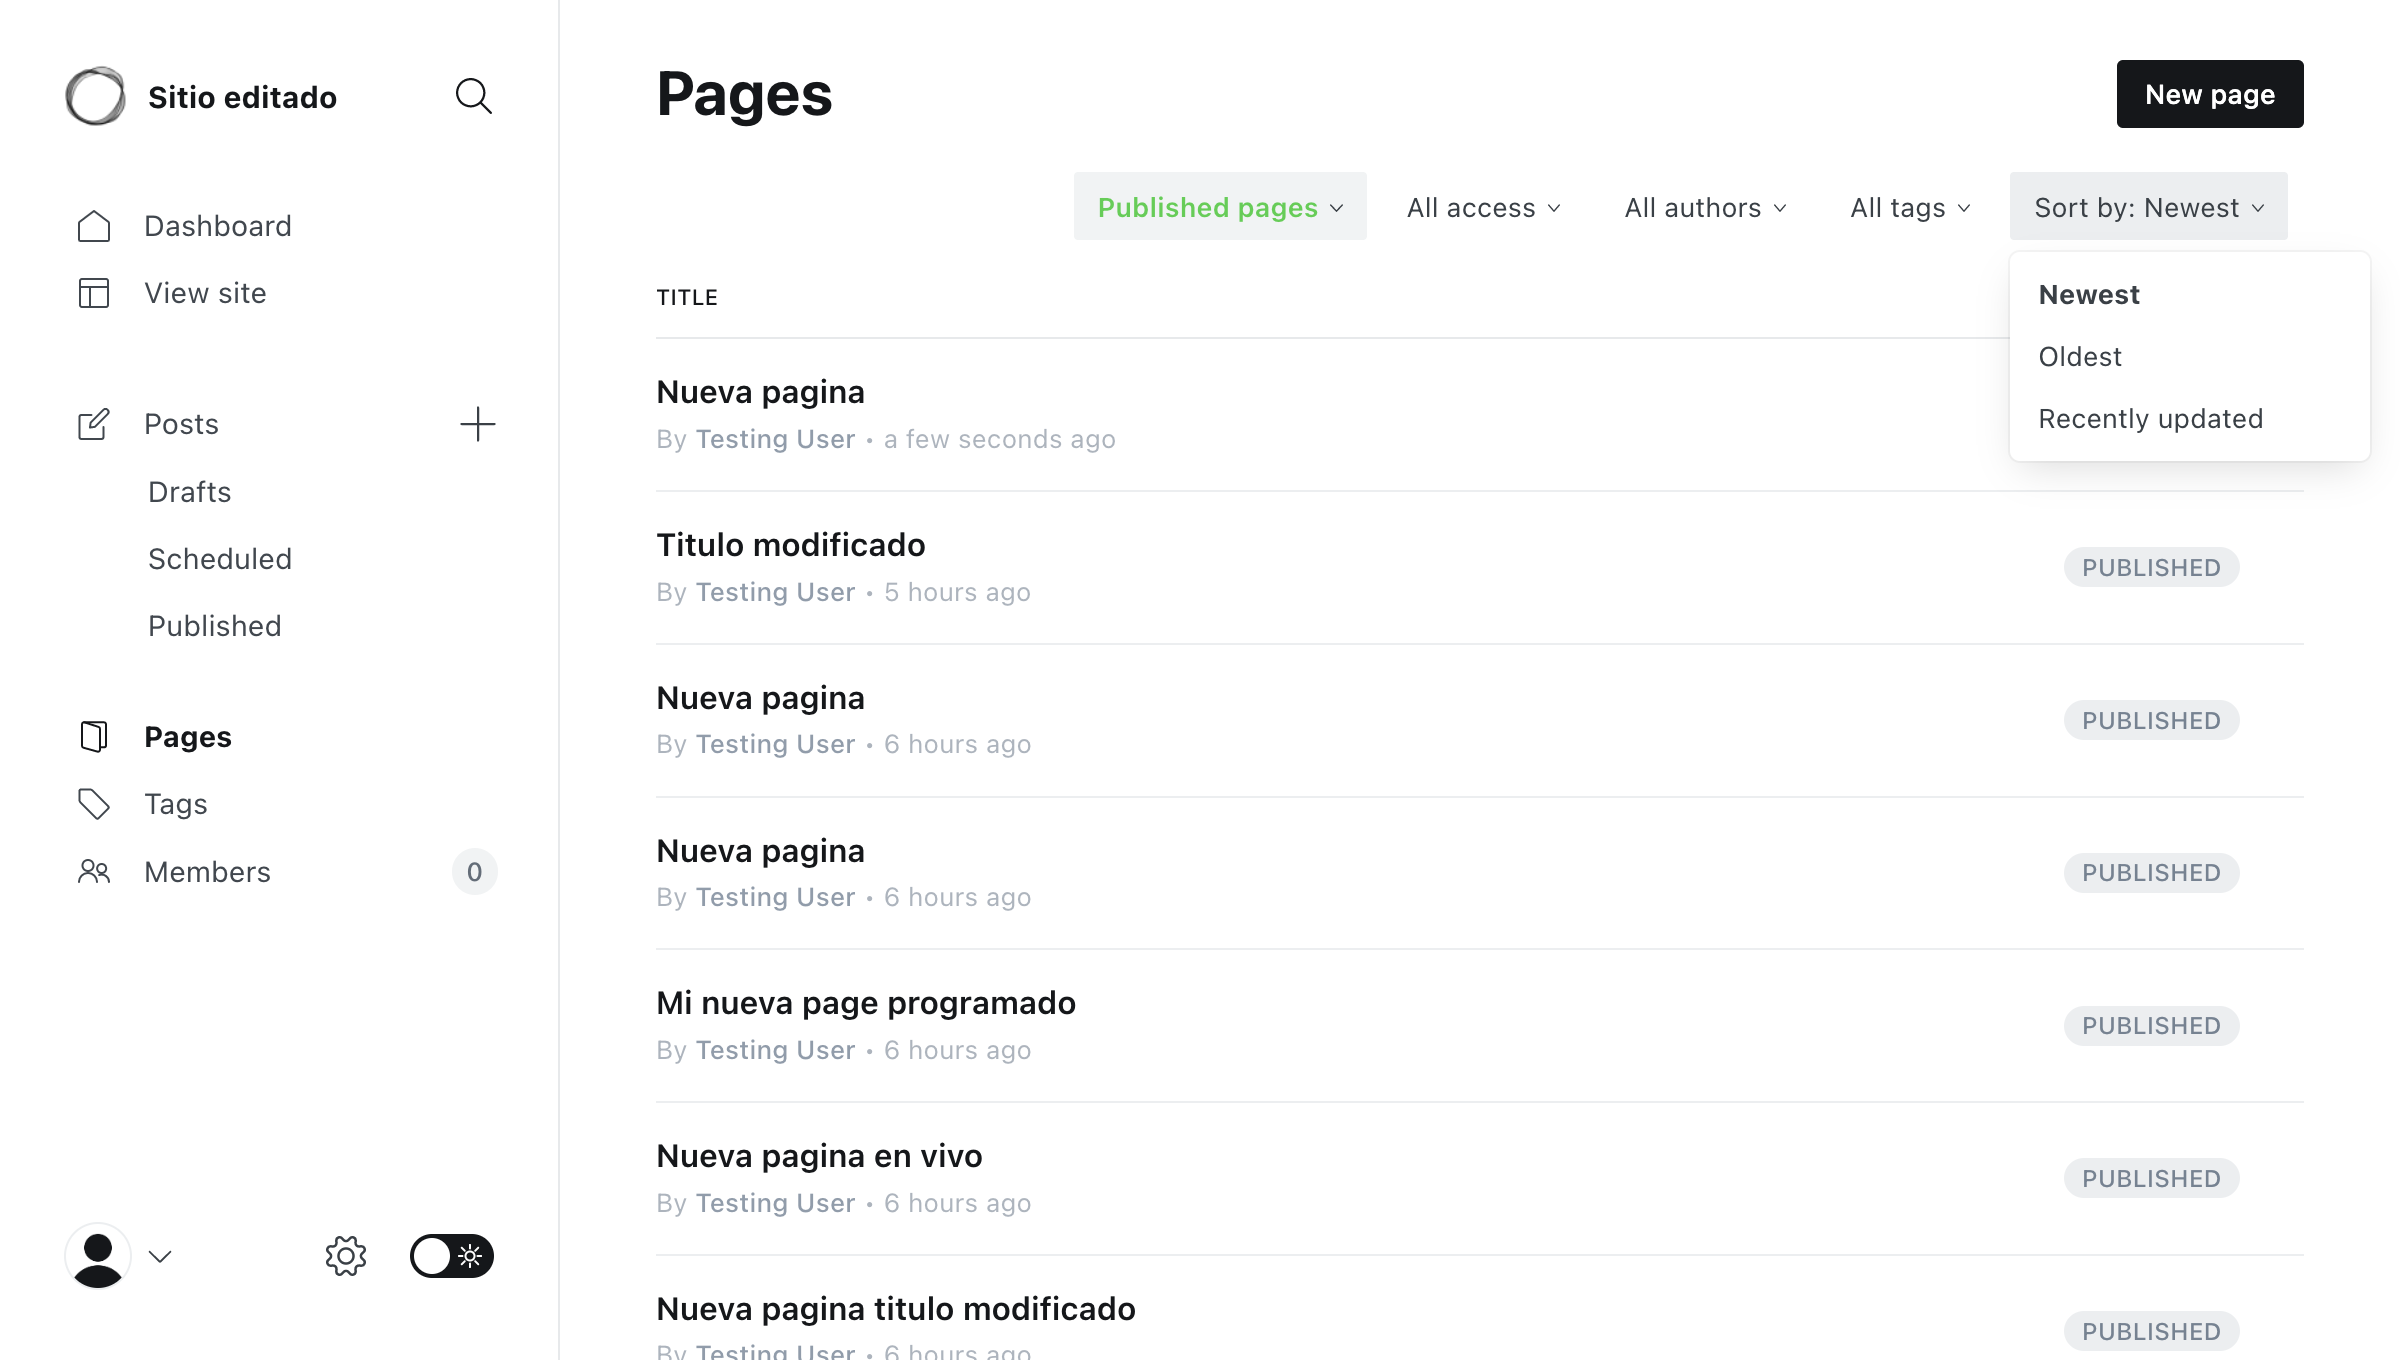 Sitio editado
Dashboard
View site
Posts
Drafts
Scheduled
Published
Pages
Tags
Members
0
Pages
New page
Published pages
All access
All authors
All tags
Sort by: Newest
Newest
Oldest
Recently updated
TITLE
Nueva pagina
By Testing User • a few seconds ago
Titulo modificado
By Testing User • 5 hours ago
PUBLISHED
Nueva pagina
By Testing User • 6 hours ago
PUBLISHED
Nueva pagina
By Testing User • 6 hours ago
PUBLISHED
Mi nueva page programado
By Testing User • 6 hours ago
PUBLISHED
Nueva pagina en vivo
By Testing User • 6 hours ago
PUBLISHED
Nueva pagina titulo modificado
By Testing User • 6 hours ago
PUBLISHED